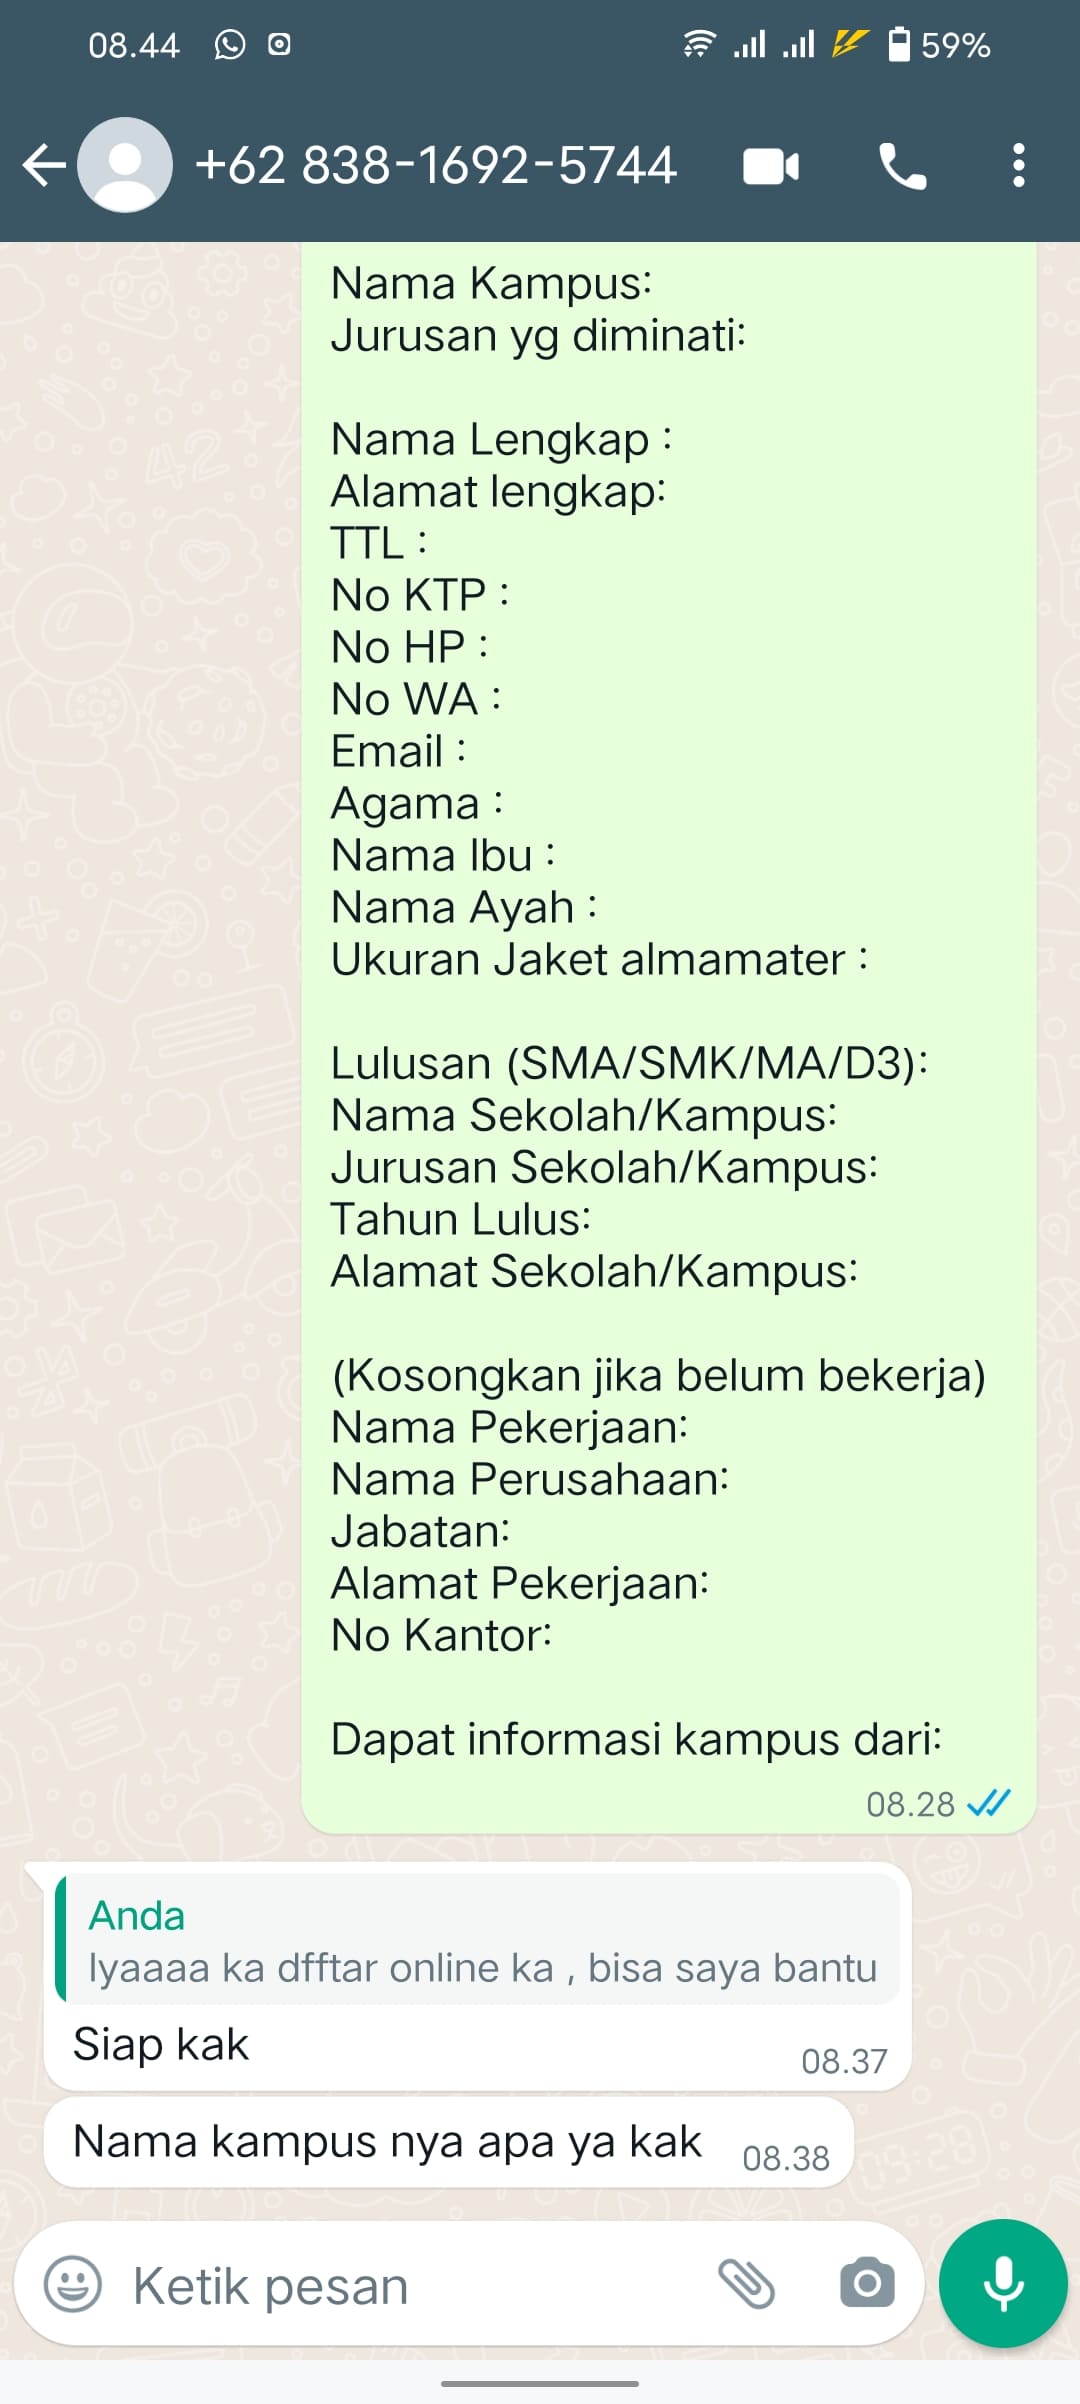 08.44
59%
+62 838-1692-5744
Nama Kampus:
Jurusan yg diminati:
Nama Lengkap :
Alamat lengkap:
TTL :
No KTP :
No HP :
No WA :
Email :
Agama :
Nama Ibu :
Nama Ayah :
Ukuran Jaket almamater :
Lulusan (SMA/SMK/MA/D3):
Nama Sekolah/Kampus:
Jurusan Sekolah/Kampus:
Tahun Lulus:
Alamat Sekolah/Kampus:
(Kosongkan jika belum bekerja)
Nama Pekerjaan:
Nama Perusahaan:
Jabatan:
Alamat Pekerjaan:
No Kantor:
Dapat informasi kampus dari:
08.28
Anda
Iyaaaa ka dfftar online ka , bisa saya bantu
Siap kak
08.37
Nama kampus nya apa ya kak
08.38
Ketik pesan